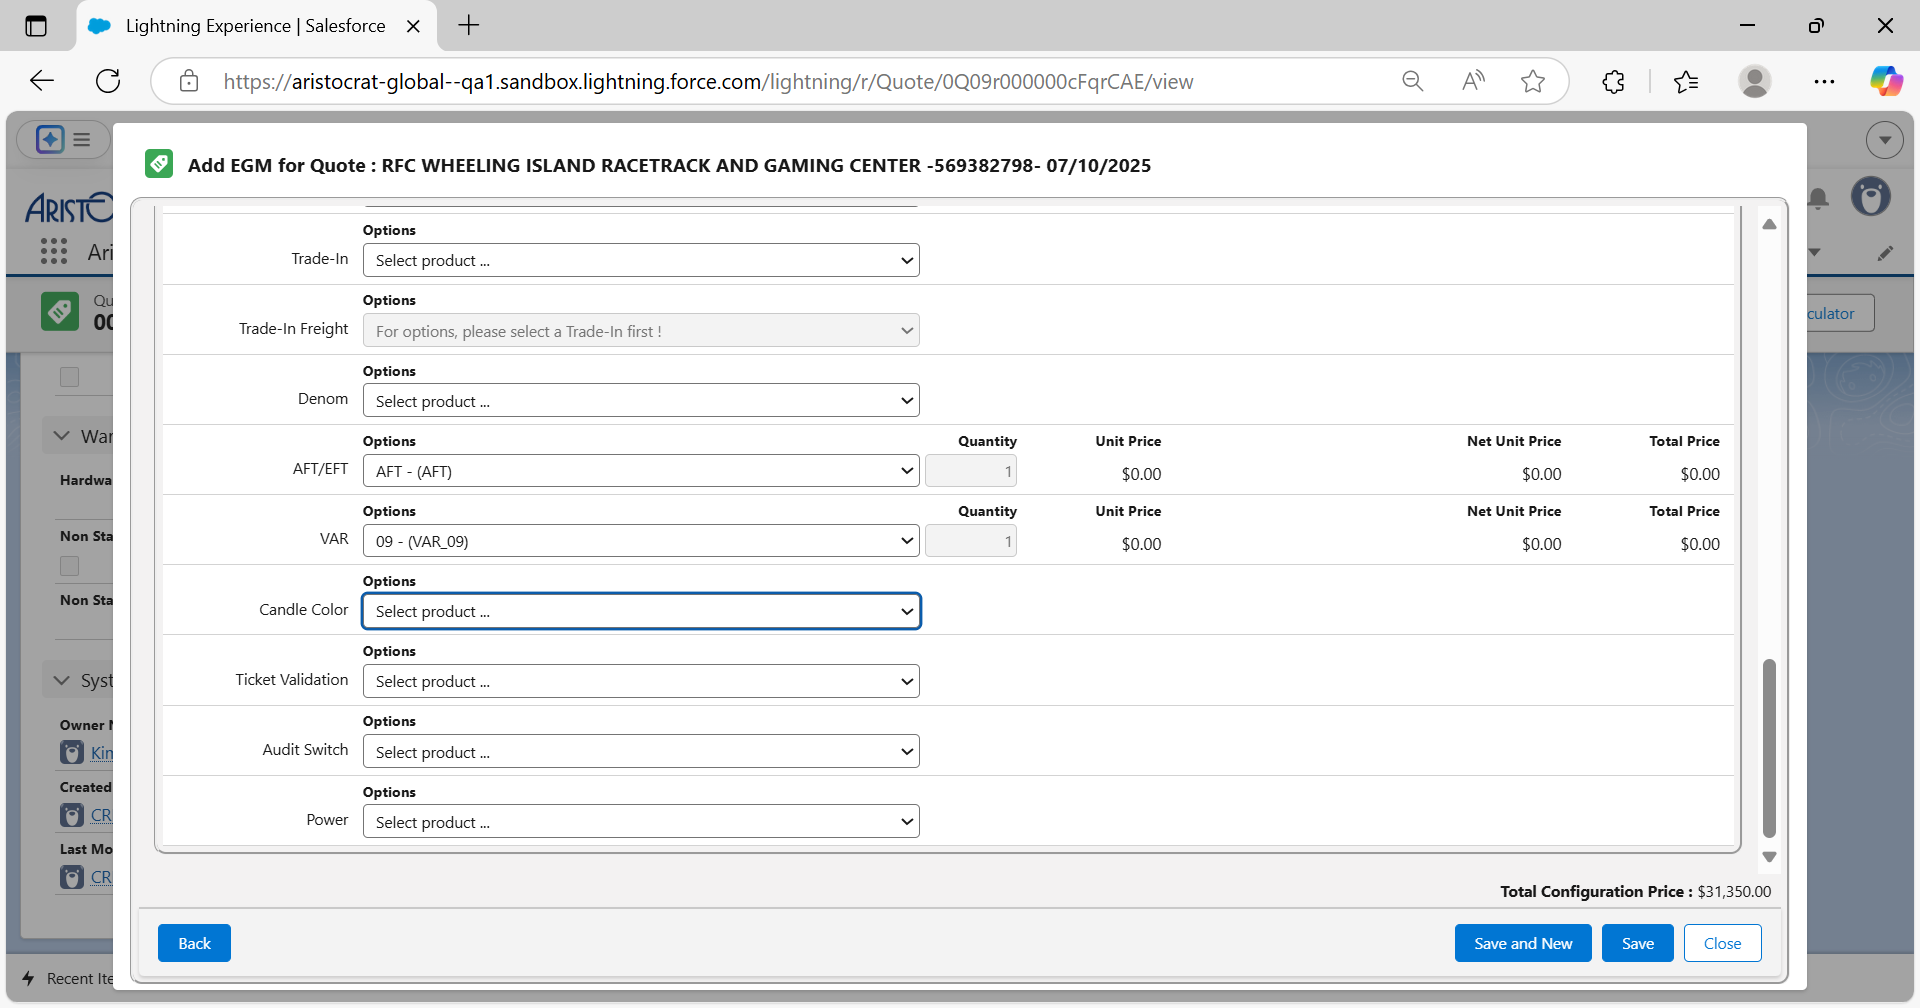 Lightning Experience | Salesforce
https://aristocrat-global--qa1.sandbox.lightning.force.com/lightning/r/Quote/0Q09r000000cFqrCAE/view
Add EGM for Quote : RFC WHEELING ISLAND RACETRACK AND GAMING CENTER -569382798- 07/10/2025
ARISTO
Ari
Qu
00
culator
Options
Trade-In
Select product ...
Options
Trade-In Freight
For options, please select a Trade-In first !
Options
Denom
Select product ...
Options Quantity Unit Price Net Unit Price Total Price
AFT/EFT AFT - (AFT) 1 $0.00 $0.00 $0.00
Options Quantity Unit Price Net Unit Price Total Price
VAR 09 - (VAR_09) 1 $0.00 $0.00 $0.00
Options
Candle Color
Select product ...
Options
Ticket Validation
Select product ...
Options
Audit Switch
Select product ...
Options
Power
Select product ...
War
Hardwa
Non Sta
Non Sta
Syst
Owner N
Kim
Created
CR
Last Mo
CR
Total Configuration Price : $31,350.00
Back
Save and New
Save
Close
Recent Ite